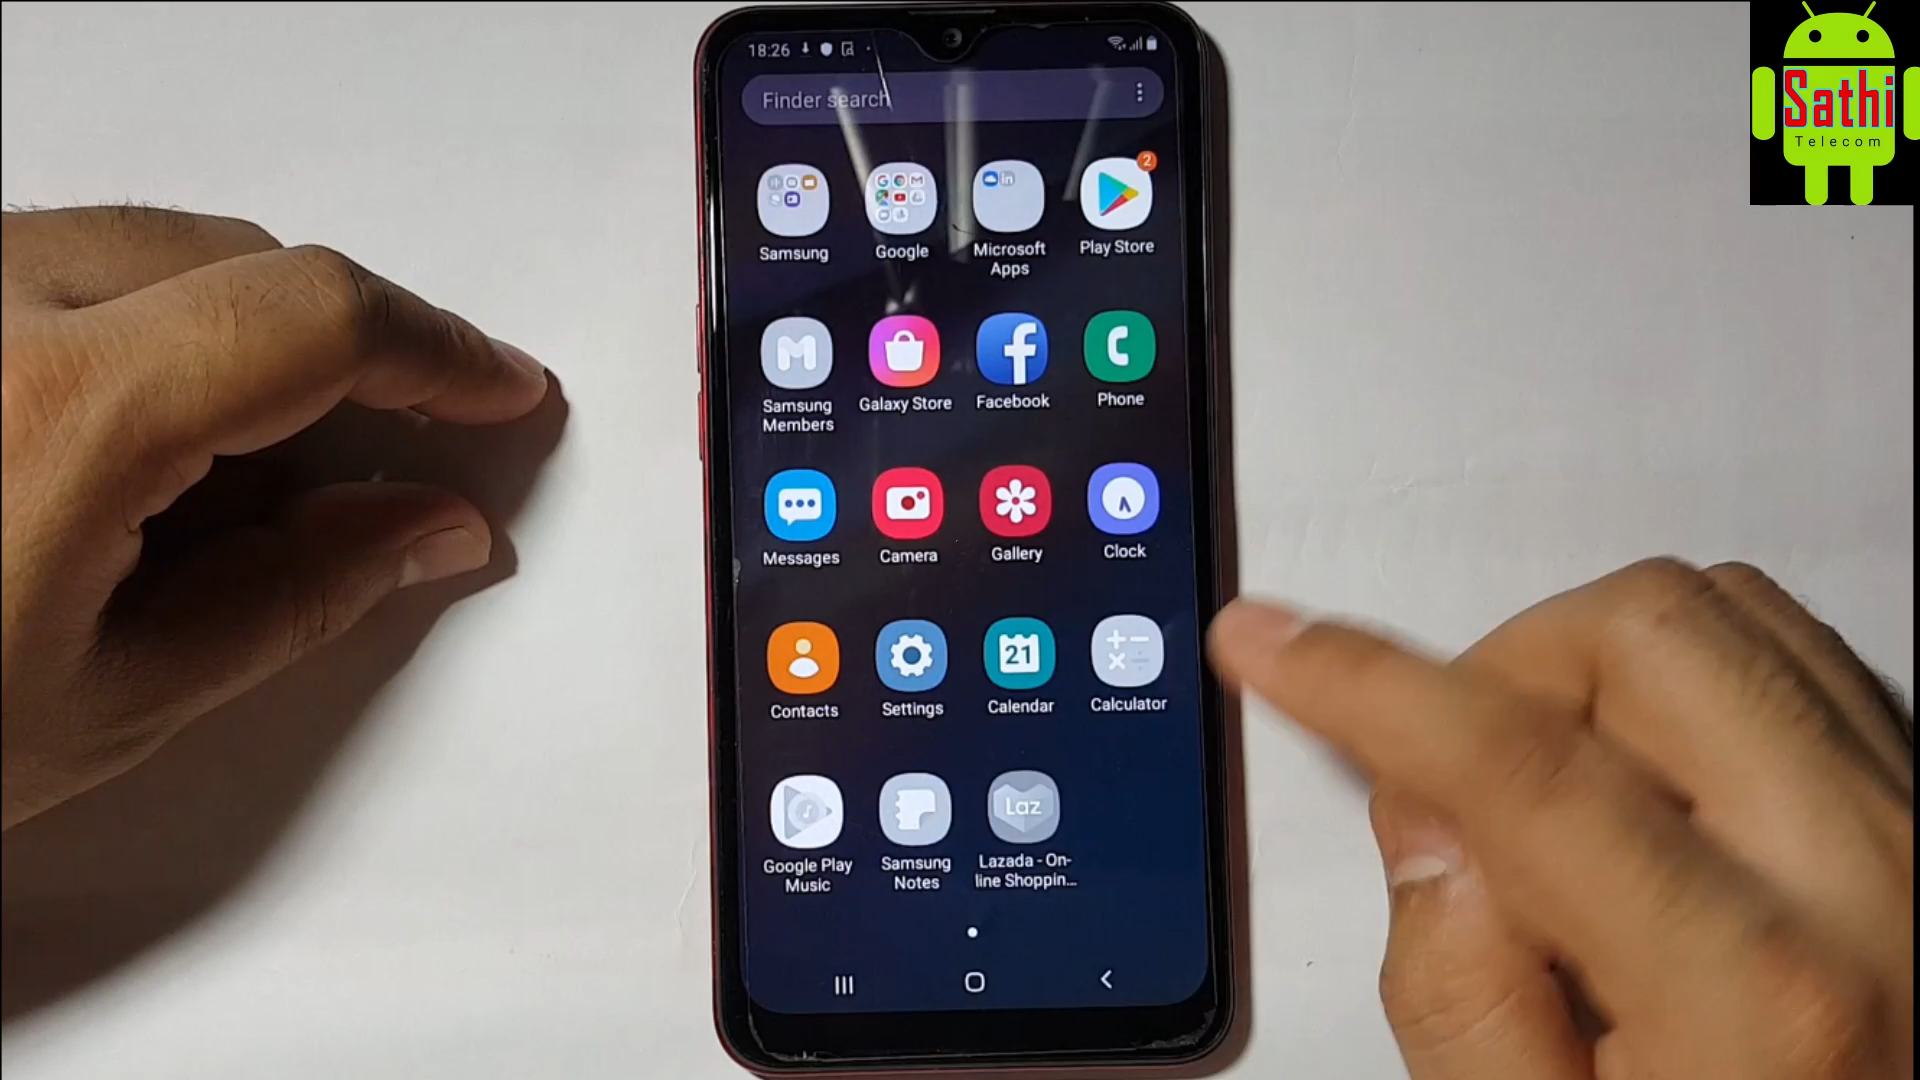 18:26
Finder search
2
Samsung
Google
Microsoft
Apps
Play Store
Samsung
Members
Galaxy Store
Facebook
Phone
Messages
Camera
Gallery
Clock
Contacts
Settings
21
Calendar
Calculator
Google Play
Music
Samsung
Notes
Laz
Lazada - On-
line Shoppin...
Sathi
Telecom